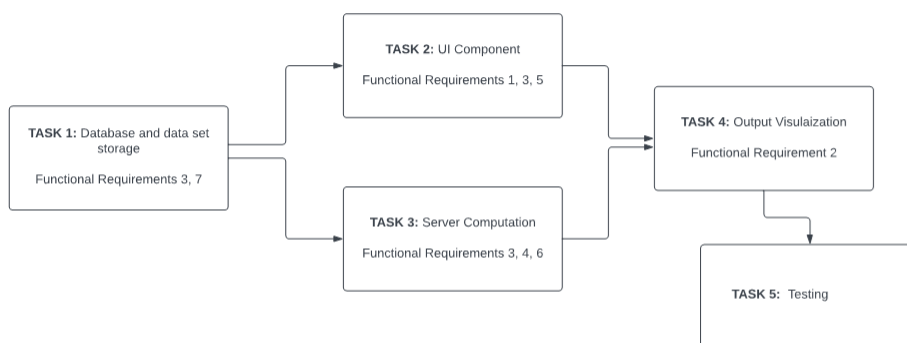 TASK 1: Database and data set
storage
Functional Requirements 3, 7
TASK 2: UI Component
Functional Requirements 1, 3, 5
TASK 3: Server Computation
Functional Requirements 3, 4, 6
TASK 4: Output Visulaization
Functional Requirement 2
TASK 5: Testing